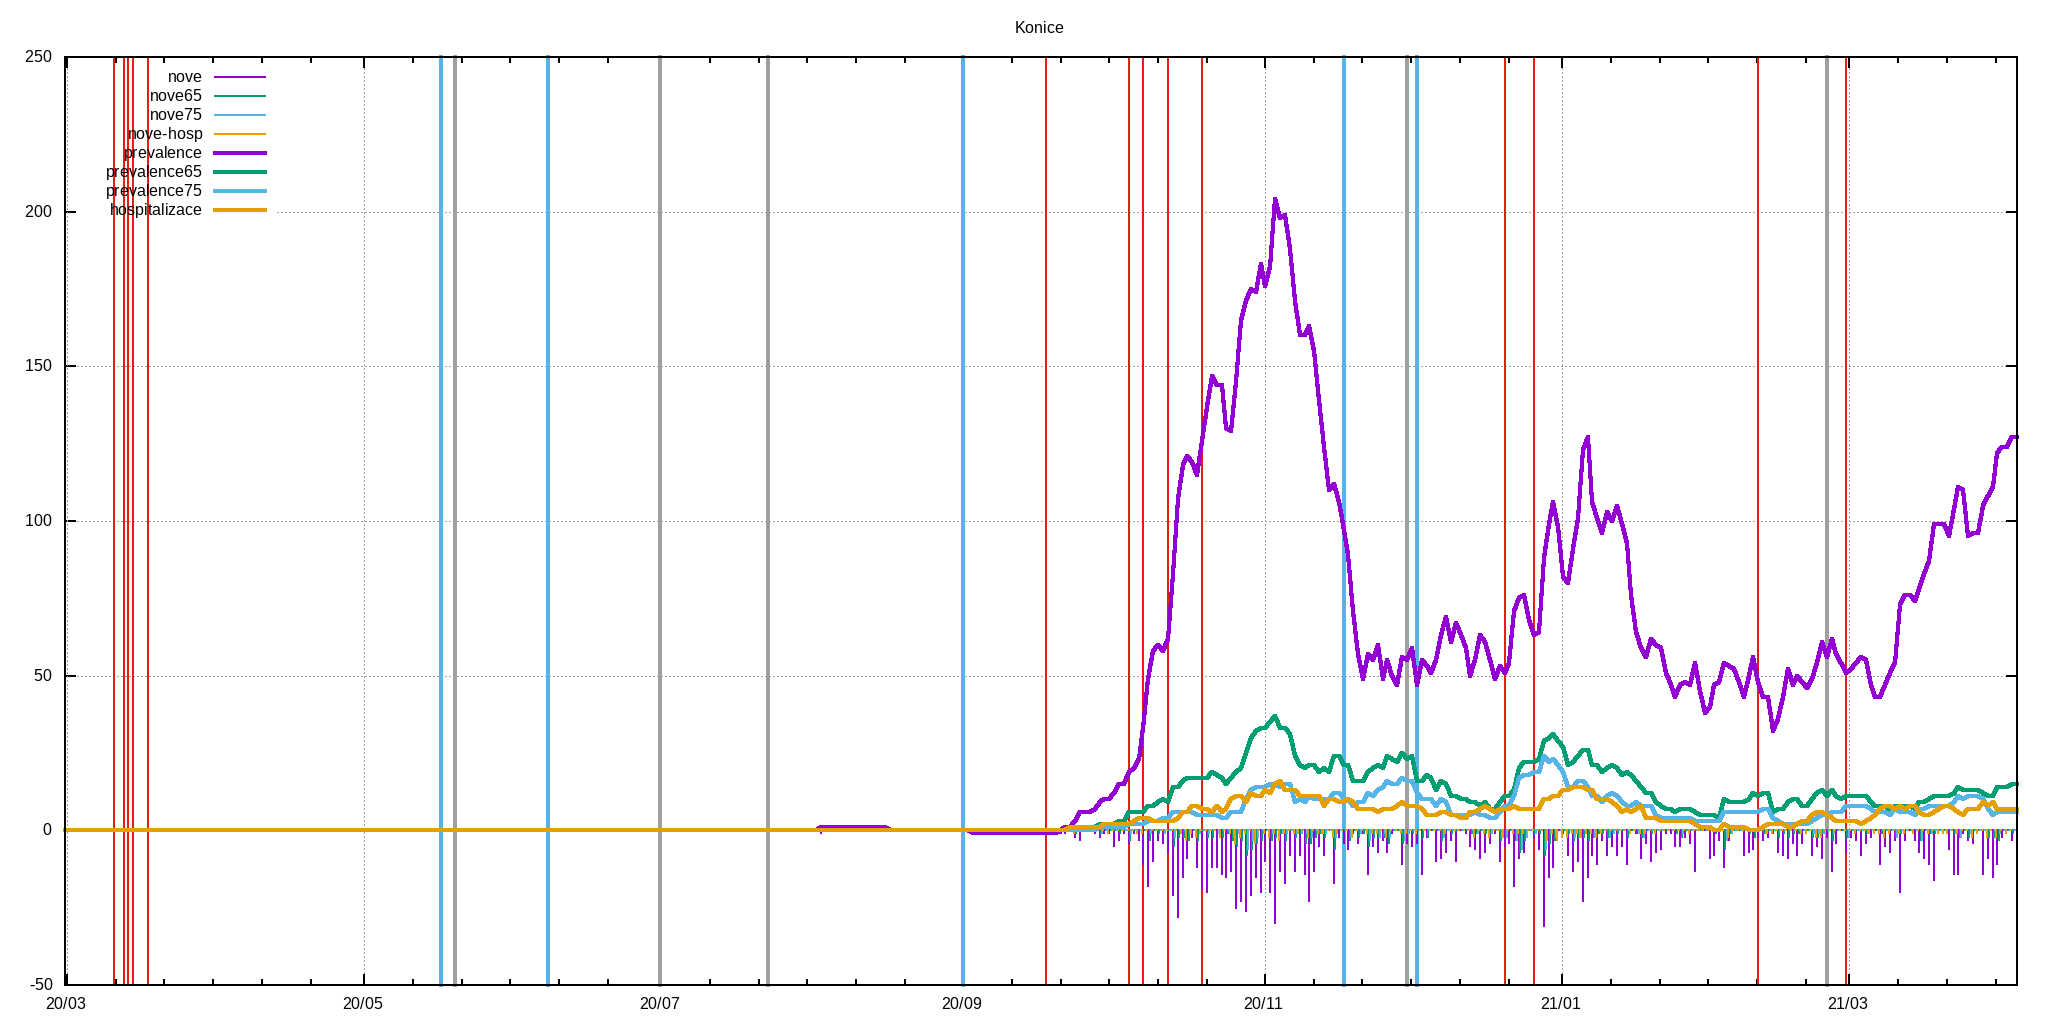 Konice
250
200
150
100
50
0
-50
nove
nove65
nove75
nove-hosp
prevalence
prevalence65
prevalence75
hospitalizace
20/03 20/05 20/07 20/09 20/11 21/01 21/03